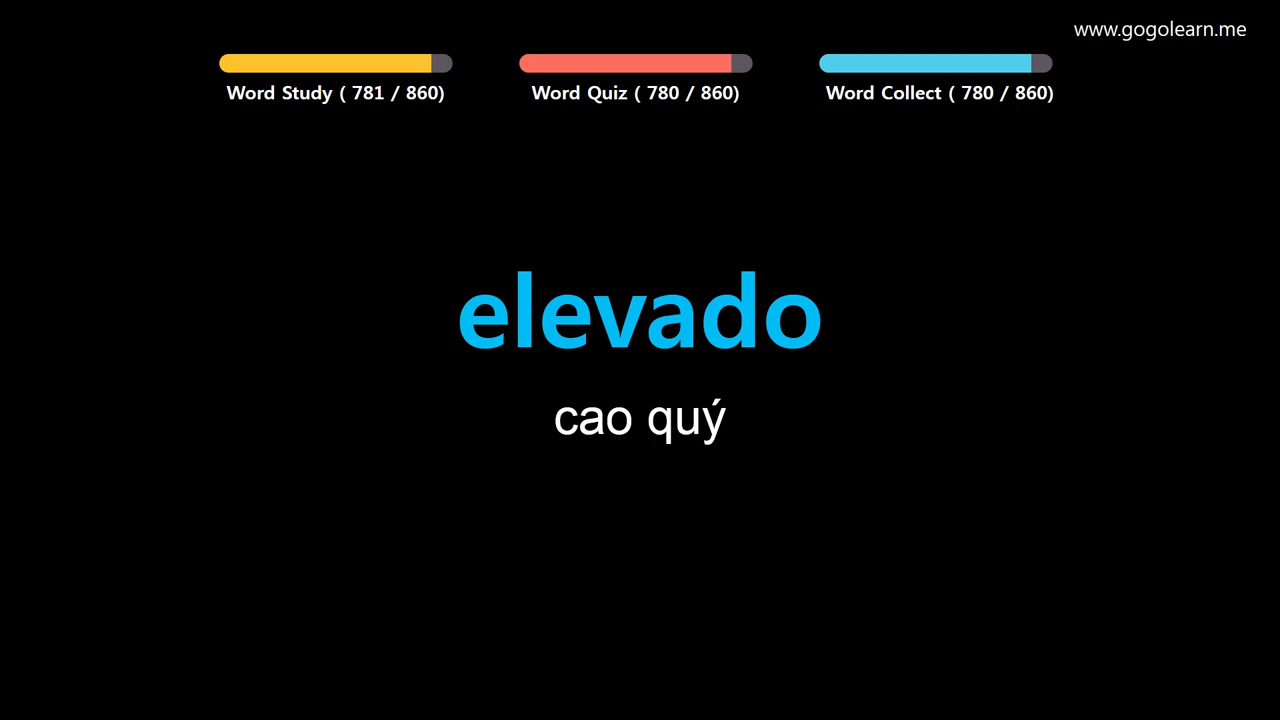 www.gogolearn.me
Word Study ( 781 / 860)
Word Quiz ( 780 / 860)
Word Collect ( 780 / 860)
elevado
cao quý